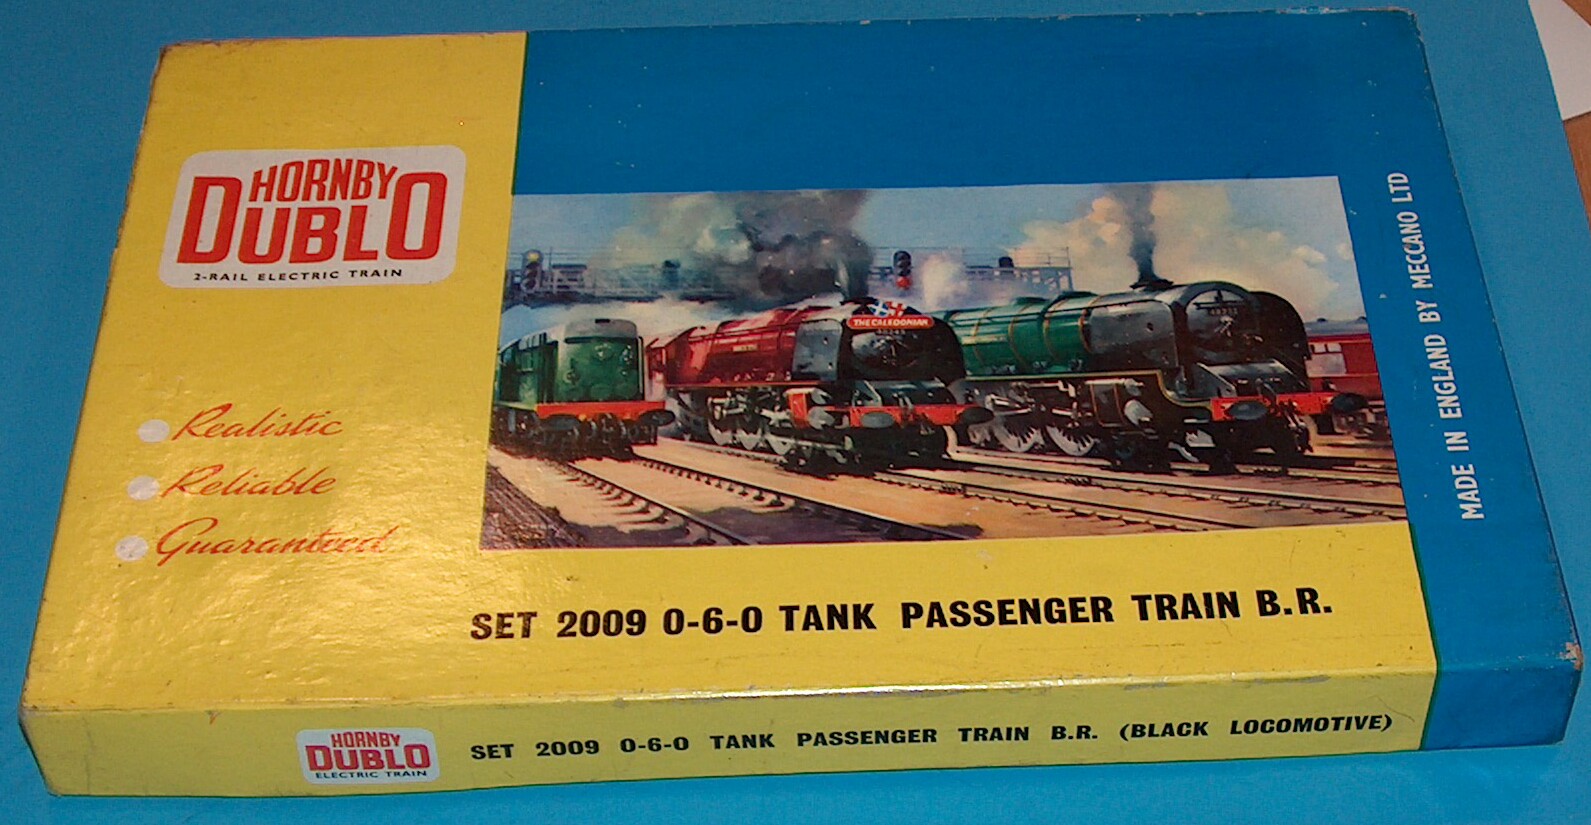 HORNBY
DUBLO
2-RAIL ELECTRIC TRAIN
Realistic
Reliable
Guaranteed
THE CALEDONIAN
SET 2009 0-6-0 TANK PASSENGER TRAIN B.R.
MADE IN ENGLAND BY MECCANO LTD
HORNBY
DUBLO
ELECTRIC TRAIN
SET 2009 0-6-0 TANK PASSENGER TRAIN B.R. (BLACK LOCOMOTIVE)